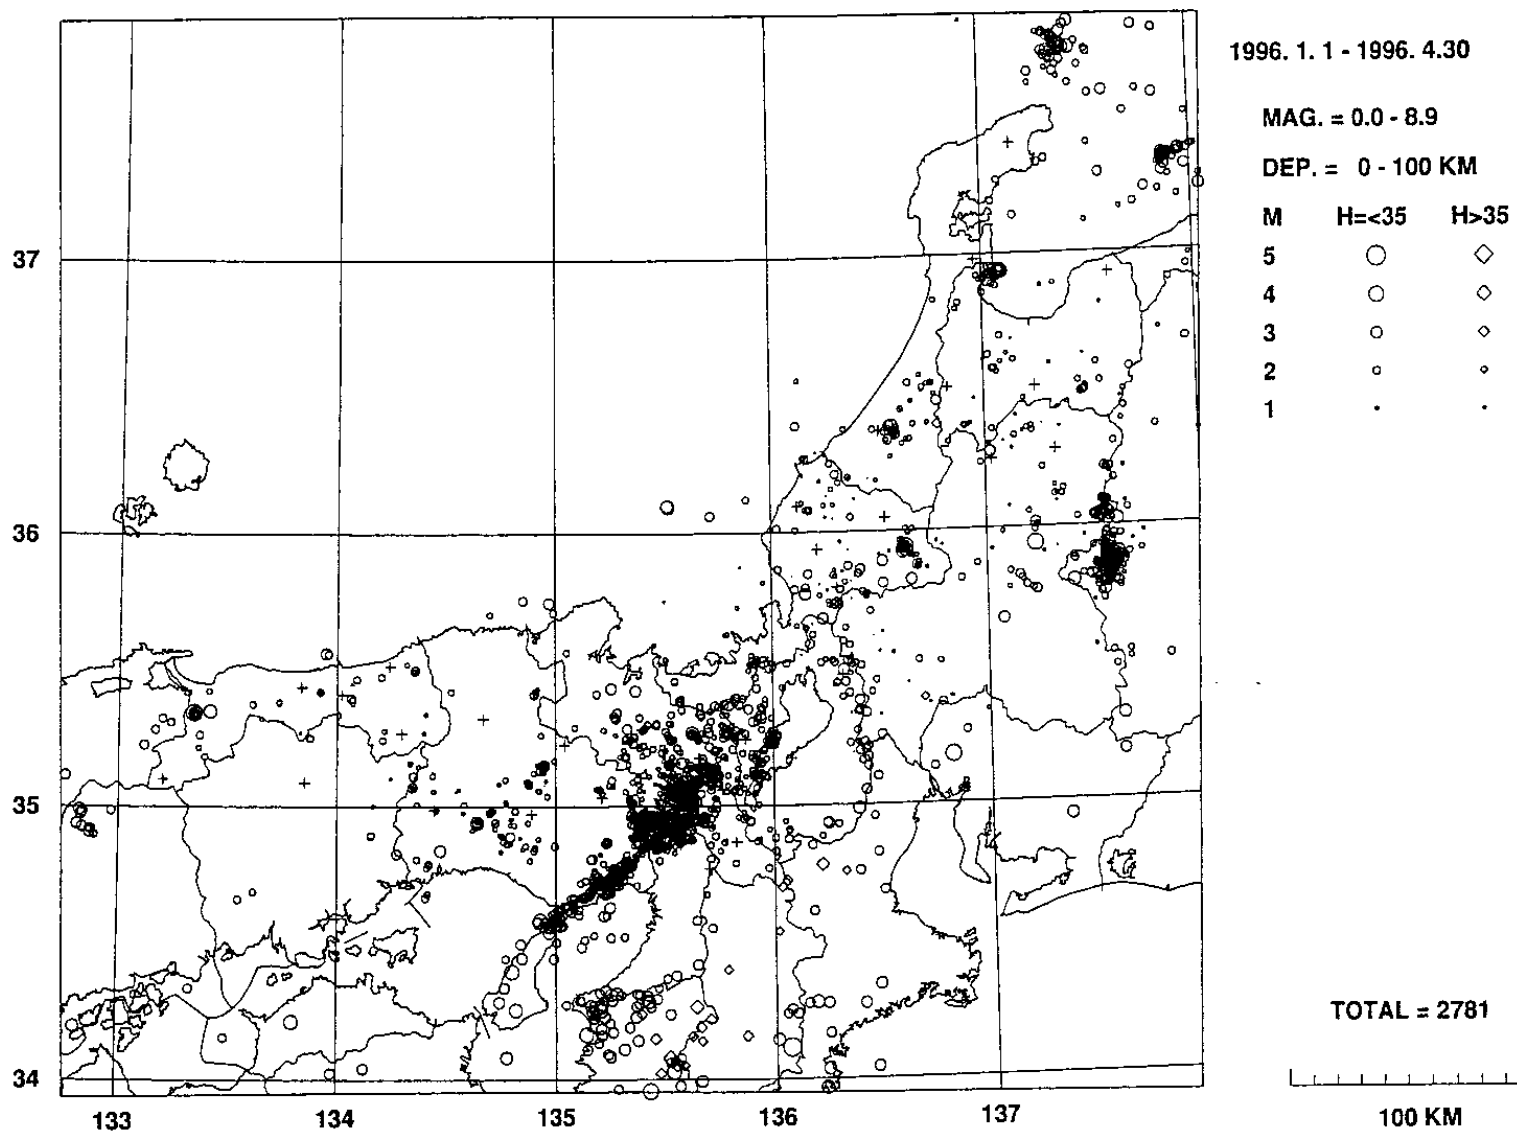 1996. 1. 1 - 1996. 4.30
MAG. = 0.0 - 8.9
DEP. = 0 - 100 KM
M H=<35 H>35
5
4
3
2
1
37
36
35
34
133 134 135 136 137
TOTAL = 2781
100 KM